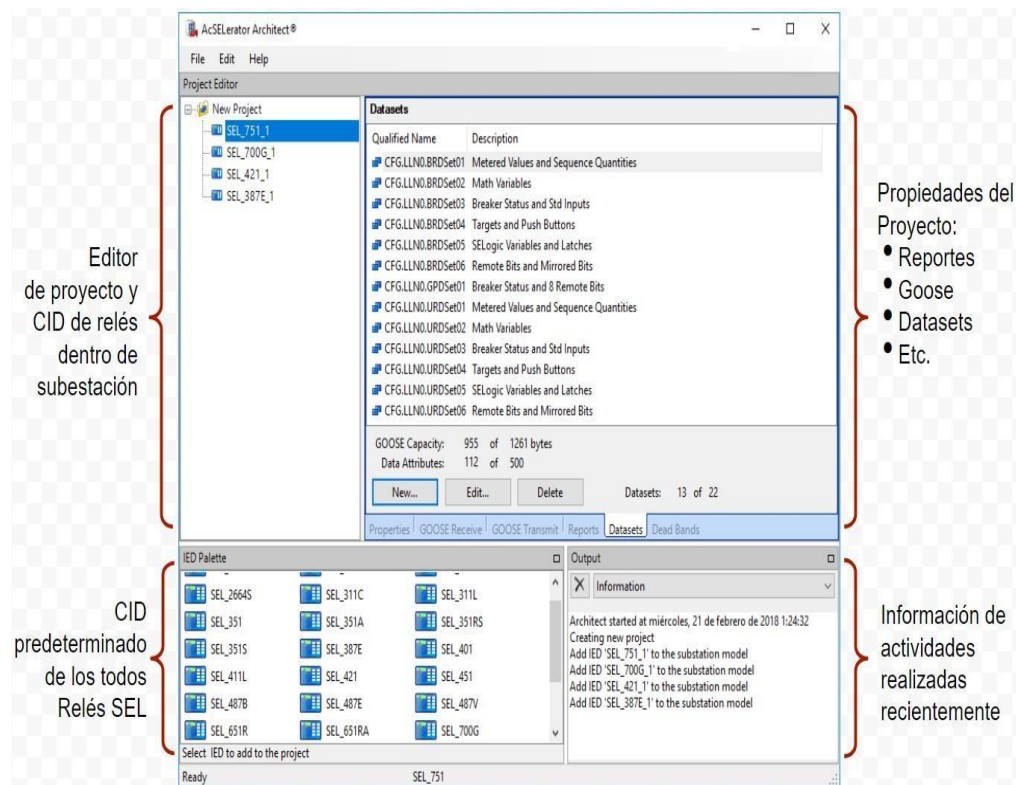 AcSELerator Architect®
File Edit Help
Project Editor
New Project
SEL_751_1
SEL_700G_1
SEL_421_1
SEL_387E_1
Datasets
Qualified Name Description
CFG.LLN0.BRDSet01 Metered Values and Sequence Quantities
CFG.LLN0.BRDSet02 Math Variables
CFG.LLN0.BRDSet03 Breaker Status and Std Inputs
CFG.LLN0.BRDSet04 Targets and Push Buttons
CFG.LLN0.BRDSet05 SELogic Variables and Latches
CFG.LLN0.BRDSet06 Remote Bits and Mirrored Bits
CFG.LLN0.GPDSet01 Breaker Status and 8 Remote Bits
CFG.LLN0.URDSet01 Metered Values and Sequence Quantities
CFG.LLN0.URDSet02 Math Variables
CFG.LLN0.URDSet03 Breaker Status and Std Inputs
CFG.LLN0.URDSet04 Targets and Push Buttons
CFG.LLN0.URDSet05 SELogic Variables and Latches
CFG.LLN0.URDSet06 Remote Bits and Mirrored Bits
GOOSE Capacity: 955 of 1261 bytes
Data Attributes: 112 of 500
New... Edit... Delete Datasets: 13 of 22
Properties GOOSE Receive GOOSE Transmit Reports Datasets Dead Bands
Editor
de proyecto y
CID de relés
dentro de
subestación
Propiedades del
Proyecto:
• Reportes
• Goose
• Datasets
• Etc.
IED Palette
SEL_2664S SEL_311C SEL_311L
SEL_351 SEL_351A SEL_351RS
SEL_351S SEL_387E SEL_401
SEL_411L SEL_421 SEL_451
SEL_487B SEL_487E SEL_487V
SEL_651R SEL_651RA SEL_700G
Select IED to add to the project
Output
Information
Architect started at miércoles, 21 de febrero de 2018 1:24:32
Creating new project
Add IED 'SEL_751_1' to the substation model
Add IED 'SEL_700G_1' to the substation model
Add IED 'SEL_421_1' to the substation model
Add IED 'SEL_387E_1' to the substation model
Ready SEL_751
CID
predeterminado
de los todos
Relés SEL
Información de
actividades
realizadas
recientemente